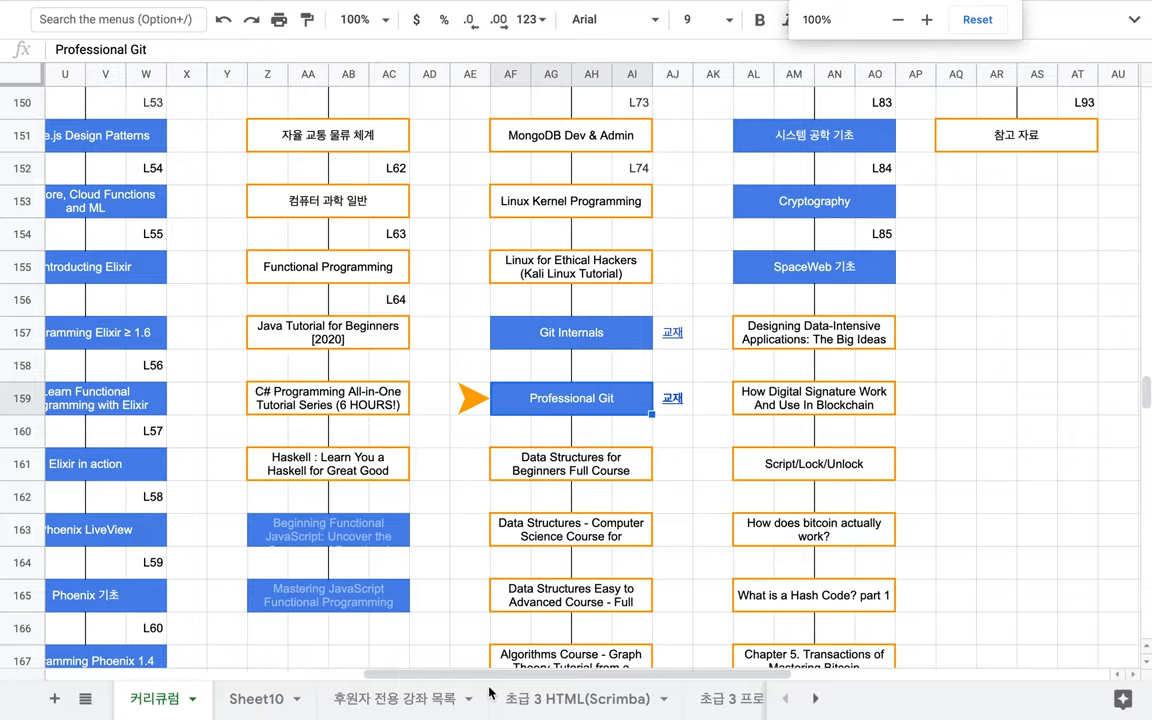 Search the menus (Option+/)
100%
$
%
.0
.00
123
Arial
9
B
100%
Reset
fx
Professional Git
U V W X Y Z AA AB AC AD AE AF AG AH AI AJ AK AL AM AN AO AP AQ AR AS AT AU
150 L53 L73 L83 L93
151 e.js Design Patterns 자율 교통 물류 체계 MongoDB Dev & Admin 시스템 공학 기초 참고 자료
152 L54 L62 L74 L84
153 ore, Cloud Functions
and ML 컴퓨터 과학 일반 Linux Kernel Programming Cryptography
154 L55 L63 L85
155 ntroducting Elixir Functional Programming Linux for Ethical Hackers
(Kali Linux Tutorial) SpaceWeb 기초
156 L64
157 ramming Elixir ≥ 1.6 Java Tutorial for Beginners
[2020] Git Internals 교재 Designing Data-Intensive
Applications: The Big Ideas
158 L56
159 earn Functional
gramming with Elixir C# Programming All-in-One
Tutorial Series (6 HOURS!) Professional Git 교재 How Digital Signature Work
And Use In Blockchain
160 L57
161 Elixir in action Haskell : Learn You a
Haskell for Great Good Data Structures for
Beginners Full Course Script/Lock/Unlock
162 L58
163 hoenix LiveView Beginning Functional
JavaScript: Uncover the Data Structures - Computer
Science Course for How does bitcoin actually
work?
164 L59
165 Phoenix 기초 Mastering JavaScript
Functional Programming Data Structures Easy to
Advanced Course - Full What is a Hash Code? part 1
166 L60
167 amming Phoenix 1.4 Algorithms Course - Graph
Theory Tutorial from a Chapter 5. Transactions of
Mastering Bitcoin
커리큘럼
Sheet10
후원자 전용 강좌 목록
초급 3 HTML(Scrimba)
초급 3 프로